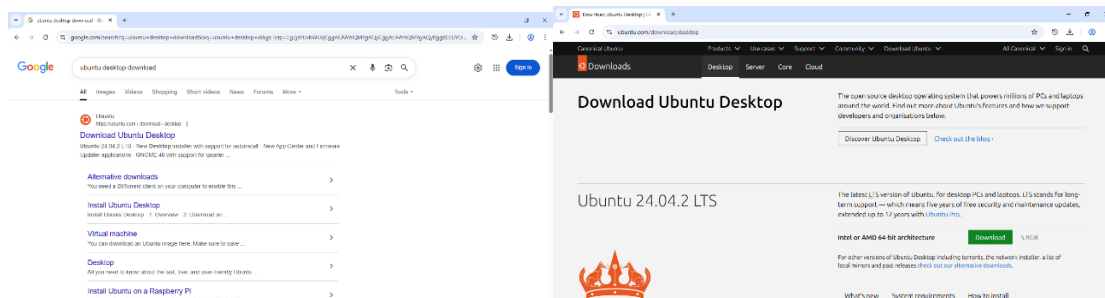 ubuntu desktop download - G
google.com/search?q=ubuntu+desktop+download
Google
ubuntu desktop download
Sign in
All Images Videos Shopping Short videos News Forums More
Tools
Ubuntu
https://ubuntu.com › download › desktop
Download Ubuntu Desktop
Ubuntu 24.04.2 LTS · New Desktop installer with support for autoinstall · New App Center and Firmware
Updater applications · GNOME 46 with support for quarter ...
Alternative downloads
You need a BitTorrent client on your computer to enable this ...
Install Ubuntu Desktop
Install Ubuntu Desktop · 1. Overview · 2. Download an ...
Virtual machine
You can download an Ubuntu image here. Make sure to save ...
Desktop
All you need to know about the fast, free, and user-friendly Ubuntu ...
Install Ubuntu on a Raspberry Pi
Download Ubuntu Desktop | U
ubuntu.com/download/desktop
Canonical Ubuntu Products Use cases Support Community Download Ubuntu All Canonical Sign in
Downloads Desktop Server Core Cloud
Download Ubuntu Desktop
The open source desktop operating system that powers millions of PCs and laptops
around the world. Find out more about Ubuntu's features and how we support
developers and organisations below.
Discover Ubuntu Desktop Check out the blog ›
Ubuntu 24.04.2 LTS
The latest LTS version of Ubuntu, for desktop PCs and laptops. LTS stands for long-
term support — which means five years of free security and maintenance updates,
extended up to 12 years with Ubuntu Pro.
Intel or AMD 64-bit architecture Download 5.9GB
For other versions of Ubuntu Desktop including torrents, the network installer, a list of
local mirrors and past releases check out our alternative downloads.
What's new System requirements How to install